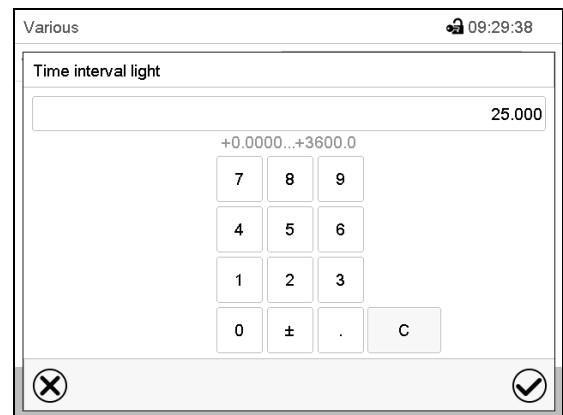 Various 09:29:38
Time interval light
25.000
+0.0000...+3600.0
7 8 9
4 5 6
1 2 3
0 ± . C